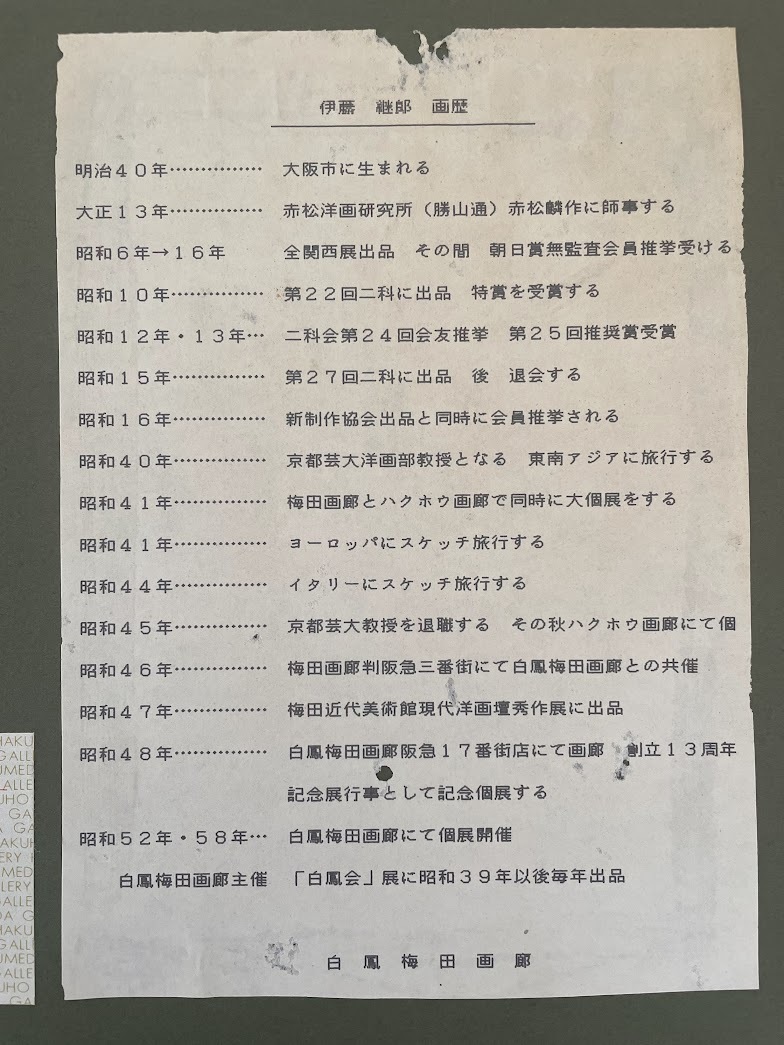 伊藤　継郎　画歴
明治４０年……………　大阪市に生まれる
大正１３年……………　赤松洋画研究所（勝山通）赤松麟作に師事する
昭和６年→１６年　　　全関西展出品　その間　朝日賞無監査会員推挙受ける
昭和１０年……………　第２２回二科に出品　特賞を受賞する
昭和１２年・１３年…　二科会第２４回会友推挙　第２５回推奨賞受賞
昭和１５年……………　第２７回二科に出品　後　退会する
昭和１６年……………　新制作協会出品と同時に会員推挙される
昭和４０年……………　京都芸大洋画部教授となる　東南アジアに旅行する
昭和４１年……………　梅田画廊とハクホウ画廊で同時に大個展をする
昭和４１年……………　ヨーロッパにスケッチ旅行する
昭和４４年……………　イタリーにスケッチ旅行する
昭和４５年……………　京都芸大教授を退職する　その秋ハクホウ画廊にて個
昭和４６年……………　梅田画廊判阪急三番街にて白鳳梅田画廊との共催
昭和４７年……………　梅田近代美術館現代洋画壇秀作展に出品
昭和４８年……………　白鳳梅田画廊阪急１７番街店にて画廊　創立１３周年
記念展行事として記念個展する
昭和５２年・５８年…　白鳳梅田画廊にて個展開催
白鳳梅田画廊主催　「白鳳会」展に昭和３９年以後毎年出品
白　鳳　梅　田　画　廊
HAKU
GALLE
UMED
GALLE
UHO
GA
A GA
AKUH
ERY
MED
LLERY
DA G
HAKU
GALLE
UMED
GALLE
UHO
GA